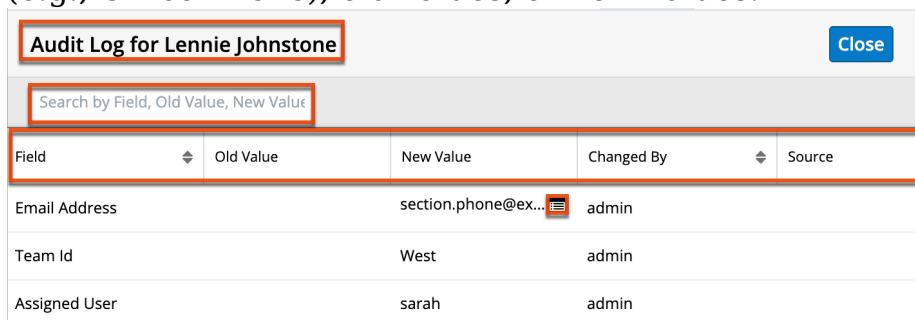 Audit Log for Lennie Johnstone
Close
Search by Field, Old Value, New Value
Field Old Value New Value Changed By Source
Email Address section.phone@ex... admin
Team Id West admin
Assigned User sarah admin